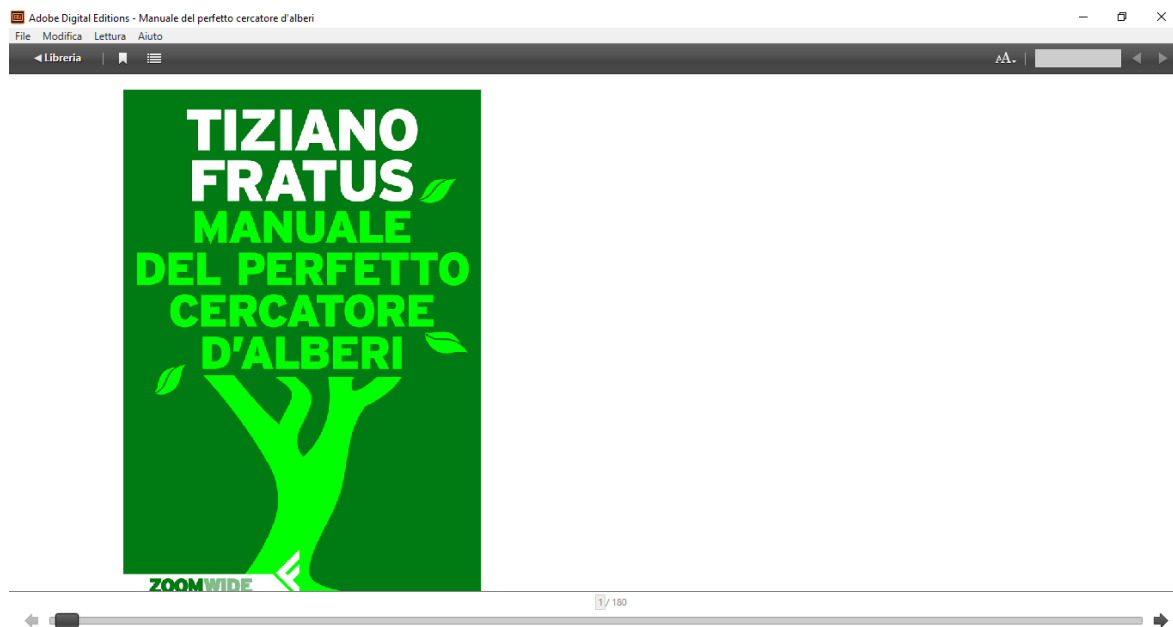 Adobe Digital Editions - Manuale del perfetto cercatore d'alberi
File Modifica Lettura Aiuto
Libreria
AA
TIZIANO
FRATUS
MANUALE
DEL PERFETTO
CERCATORE
D'ALBERI
ZOOMWIDE
1 / 180